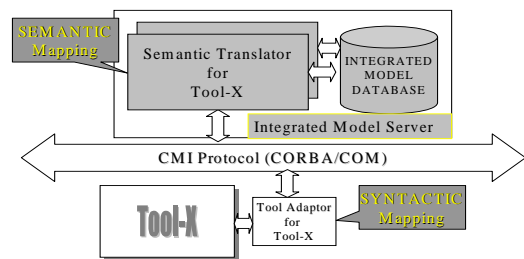 SEMANTIC
Mapping
Semantic Translator
for
Tool-X
INTEGRATED
MODEL
DATABASE
Integrated Model Server
CMI Protocol (CORBA/COM)
Tool-X
Tool Adaptor
for
Tool-X
SYNTACTIC
Mapping